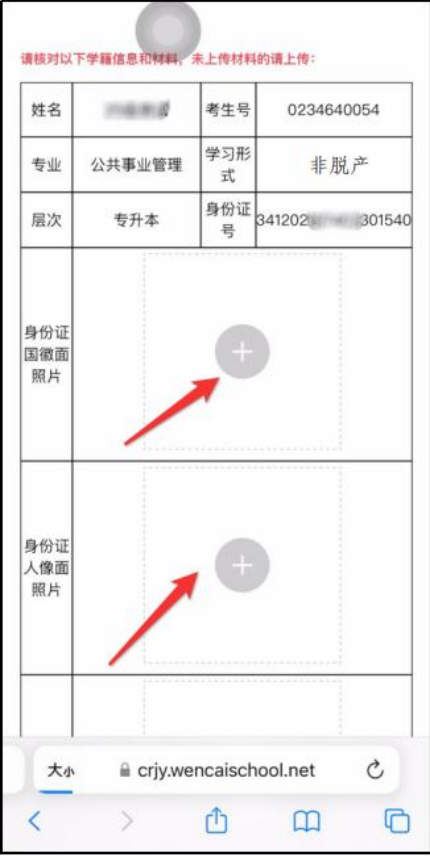 请核对以下学籍信息和材料，未上传材料的请上传：
姓名 考生号 0234640054
专业 公共事业管理 学习形
式 非脱产
层次 专升本 身份证
号 341202 301540
身份证
国徽面
照片
身份证
人像面
照片
大小 crjy.wencaischool.net